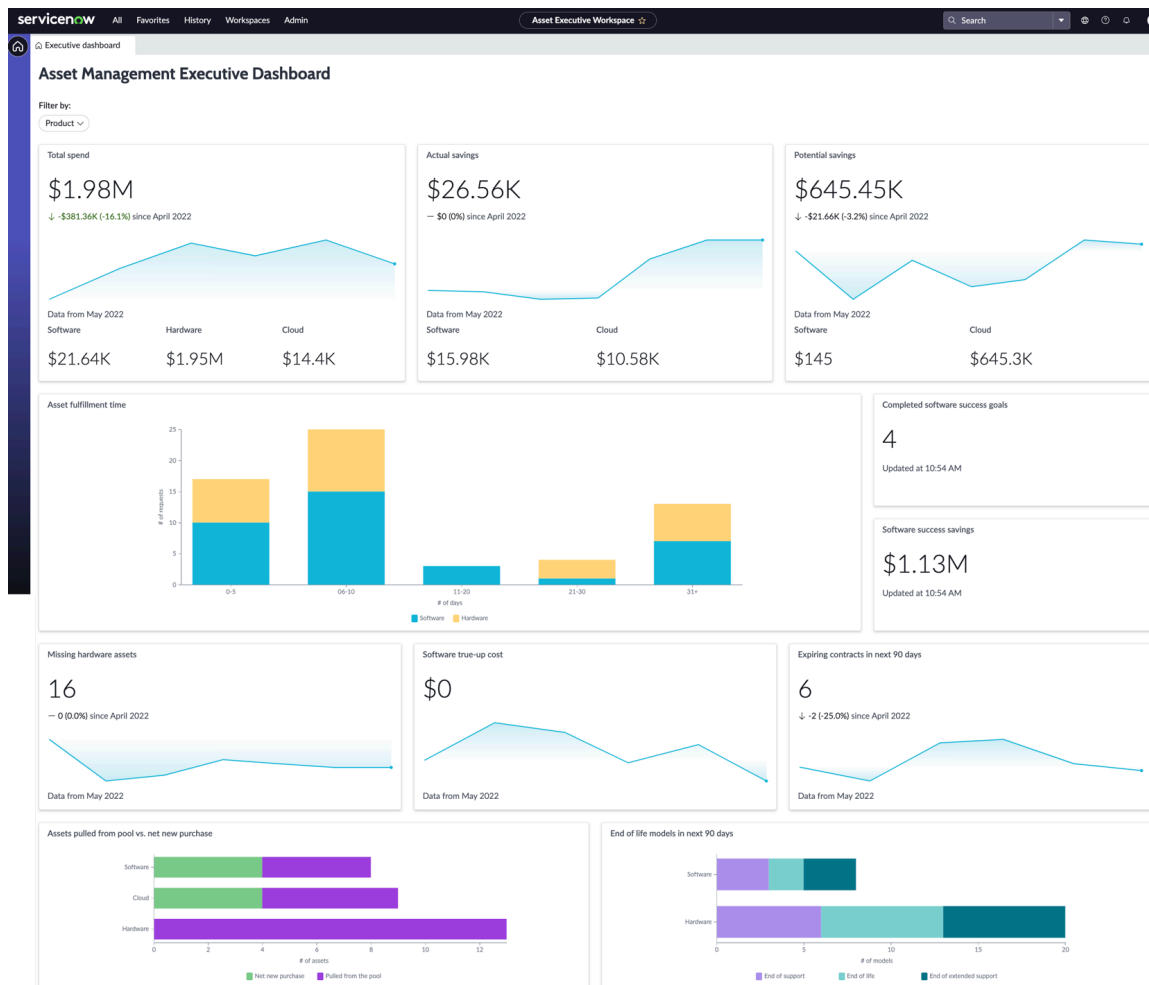 servicenow All Favorites History Workspaces Admin Asset Executive Workspace Search
Executive dashboard
Asset Management Executive Dashboard
Filter by:
Product
Total spend
$1.98M
-$381.36K (-16.1%) since April 2022
Data from May 2022
Software Hardware Cloud
$21.64K $1.95M $14.4K
Actual savings
$26.56K
$0 (0%) since April 2022
Data from May 2022
Software Cloud
$15.98K $10.58K
Potential savings
$645.45K
-$21.66K (-3.2%) since April 2022
Data from May 2022
Software Cloud
$145 $645.3K
Asset fulfillment time
# of requests
25
20
15
10
5
0
0-5 06-10 11-20 21-30 31+
# of days
Software Hardware
Completed software success goals
4
Updated at 10:54 AM
Software success savings
$1.13M
Updated at 10:54 AM
Missing hardware assets
16
0 (0.0%) since April 2022
Data from May 2022
Software true-up cost
$0
Data from May 2022
Expiring contracts in next 90 days
6
-2 (-25.0%) since April 2022
Data from May 2022
Assets pulled from pool vs. net new purchase
Software
Cloud
Hardware
0 2 4 6 8 10 12
# of assets
Net new purchase Pulled from the pool
End of life models in next 90 days
Software
Hardware
0 5 10 15 20
# of models
End of support End of life End of extended support